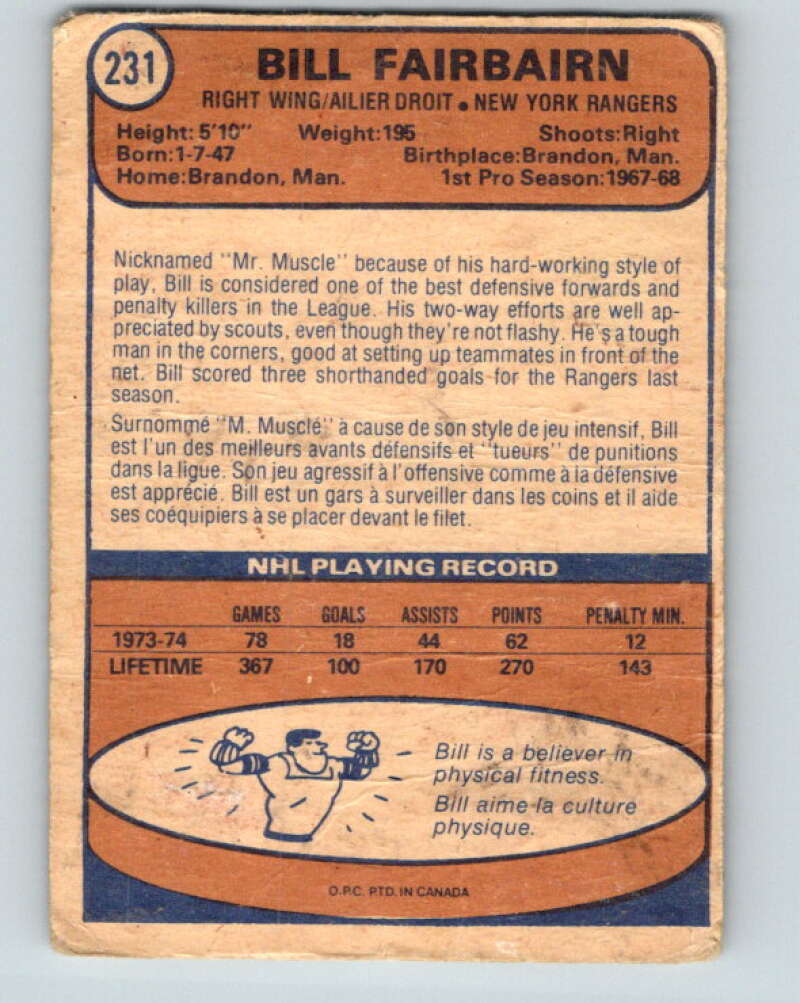 231
BILL FAIRBAIRN
RIGHT WING/AILIER DROIT • NEW YORK RANGERS
Height: 5'10" Weight:195 Shoots:Right
Born:1-7-47 Birthplace:Brandon, Man.
Home:Brandon, Man. 1st Pro Season:1967-68
Nicknamed "Mr. Muscle" because of his hard-working style of
play, Bill is considered one of the best defensive forwards and
penalty killers in the League. His two-way efforts are well ap-
preciated by scouts, even though they're not flashy. He's a tough
man in the corners, good at setting up teammates in front of the
net. Bill scored three shorthanded goals for the Rangers last
season.
Surnommé "M. Musclé" à cause de son style de jeu intensif, Bill
est l'un des meilleurs avants défensifs et "tueurs" de punitions
dans la ligue. Son jeu agressif à l'offensive comme à la défensive
est apprécié. Bill est un gars à surveiller dans les coins et il aide
ses coéquipiers à se placer devant le filet.
NHL PLAYING RECORD
GAMES GOALS ASSISTS POINTS PENALTY MIN.
1973-74 78 18 44 62 12
LIFETIME 367 100 170 270 143
Bill is a believer in
physical fitness.
Bill aime la culture
physique.
O.P.C. PTD. IN CANADA